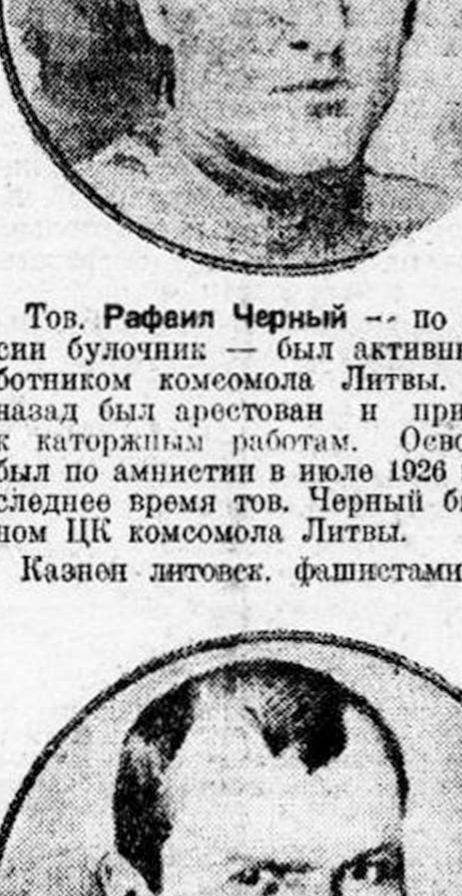 Тов. Рафаил Черный -- по
сии булочник — был активн
ботником комсомола Литвы.
назад был арестован и при
к каторжным работам. Осво
был по амнистии в июле 1926
следнее время тов. Черный б
ном ЦК комсомола Литвы.
Казнен литовск. фашистами